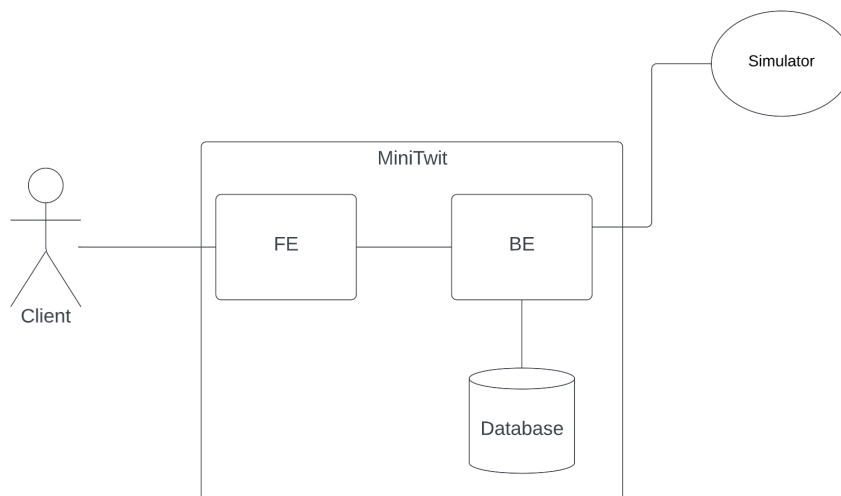 Simulator
MiniTwit
FE
BE
Client
Database